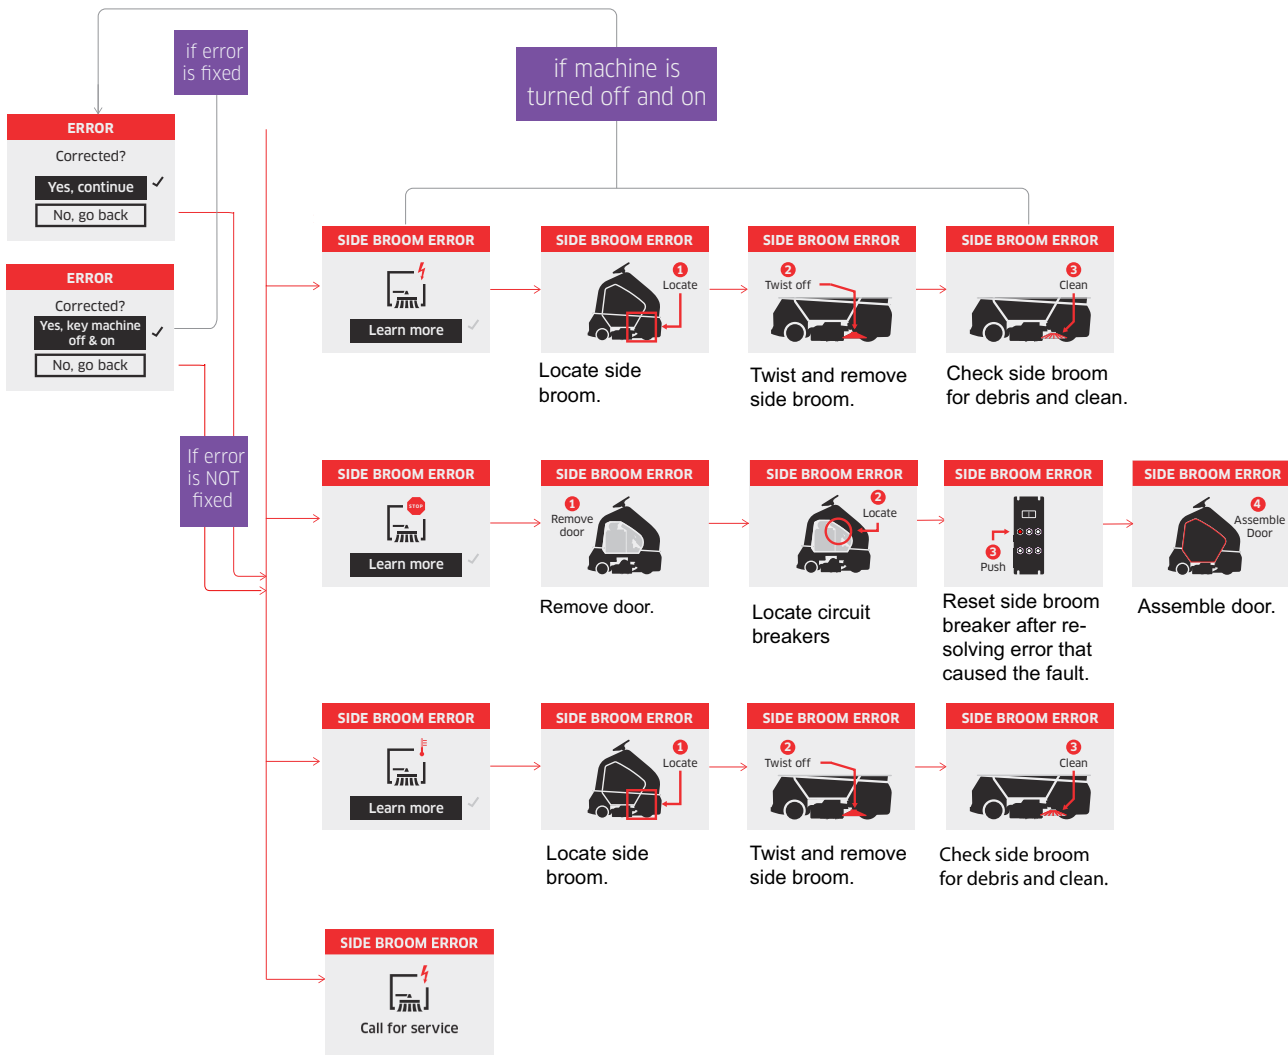 if error
is fixed
if machine is
turned off and on
ERROR
Corrected?
Yes, continue
No, go back
ERROR
Corrected?
Yes, key machine
off & on
No, go back
If error
is NOT
fixed
SIDE BROOM ERROR
Learn more
SIDE BROOM ERROR
1
Locate
Locate side
broom.
SIDE BROOM ERROR
2
Twist off
Twist and remove
side broom.
SIDE BROOM ERROR
3
Clean
Check side broom
for debris and clean.
SIDE BROOM ERROR
STOP
Learn more
SIDE BROOM ERROR
1
Remove
door
Remove door.
SIDE BROOM ERROR
2
Locate
Locate circuit
breakers
SIDE BROOM ERROR
3
Push
Reset side broom
breaker after re-
solving error that
caused the fault.
SIDE BROOM ERROR
4
Assemble
Door
Assemble door.
SIDE BROOM ERROR
Learn more
SIDE BROOM ERROR
1
Locate
Locate side
broom.
SIDE BROOM ERROR
2
Twist off
Twist and remove
side broom.
SIDE BROOM ERROR
3
Clean
Check side broom
for debris and clean.
SIDE BROOM ERROR
Call for service